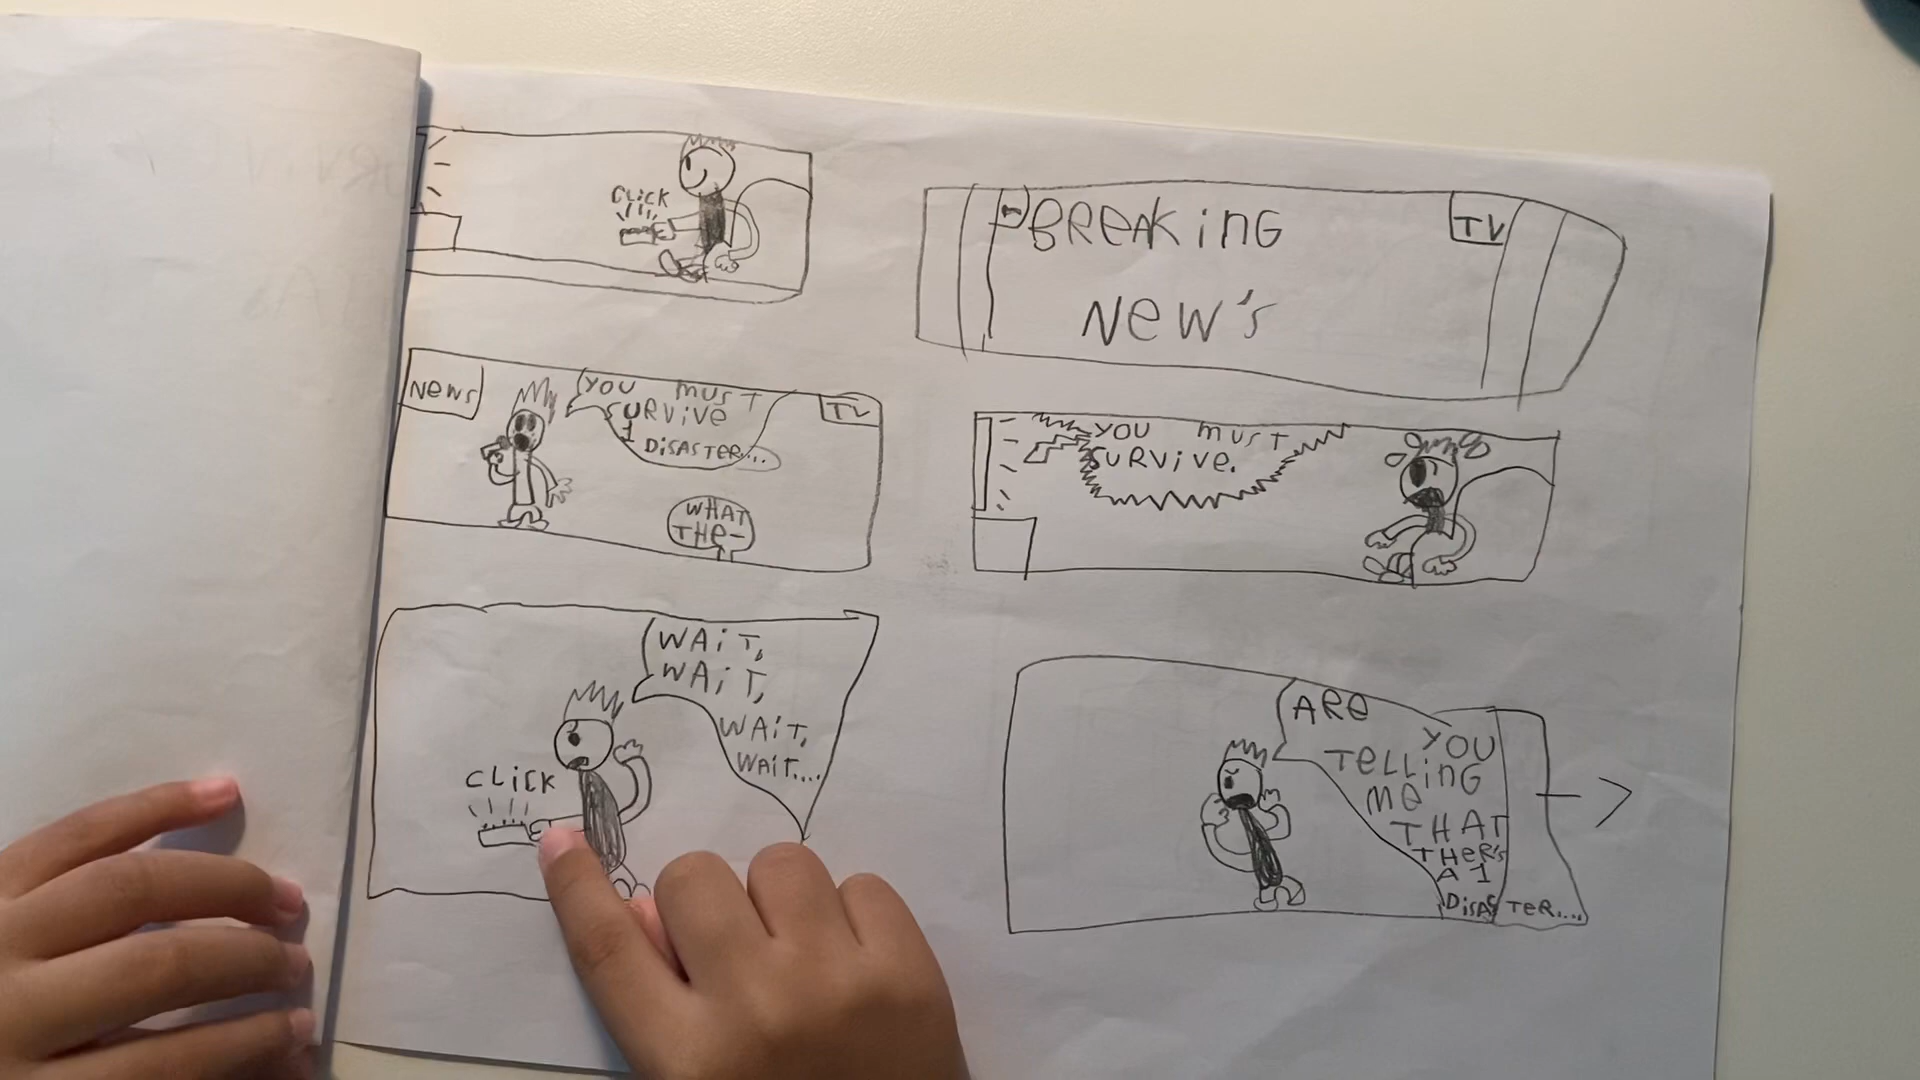 CLICK
BREAKING
NEW'S
TV
NEWS
YOU MUST
SURVIVE
1
DISASTER....
TV
WHAT
THE-
YOU MUST
SURVIVE.
WAIT,
WAIT,
WAIT,
WAIT....
CLICK
ARE
YOU
TELLING
ME
THAT
THER'S
A 1
DISASTER....